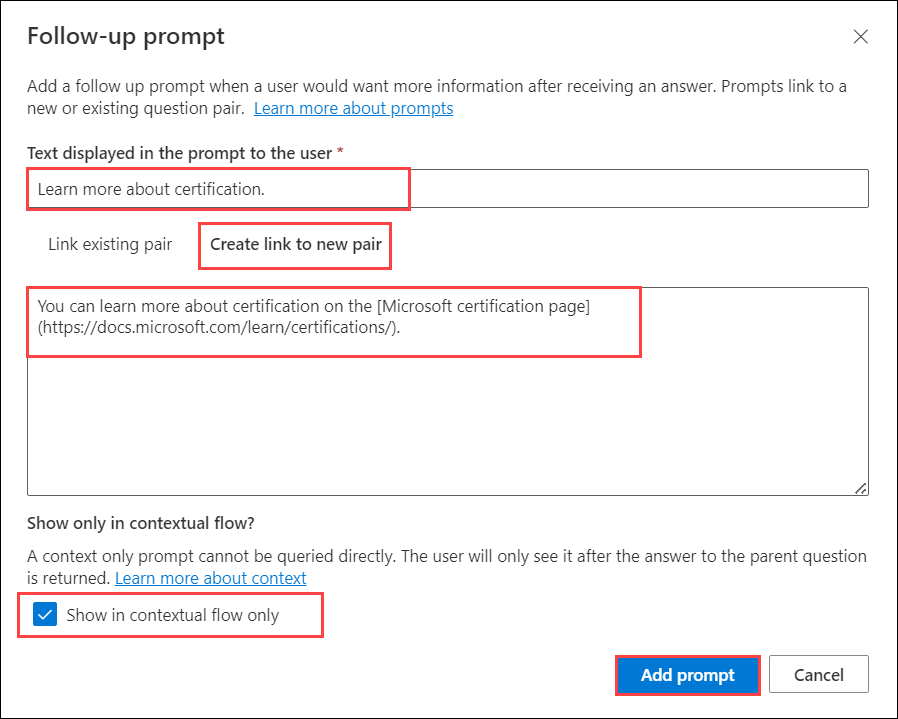 Follow-up prompt
Add a follow up prompt when a user would want more information after receiving an answer. Prompts link to a
new or existing question pair. Learn more about prompts
Text displayed in the prompt to the user *
Learn more about certification.
Link existing pair Create link to new pair
You can learn more about certification on the [Microsoft certification page]
(https://docs.microsoft.com/learn/certifications/).
Show only in contextual flow?
A context only prompt cannot be queried directly. The user will only see it after the answer to the parent question
is returned. Learn more about context
Show in contextual flow only
Add prompt Cancel